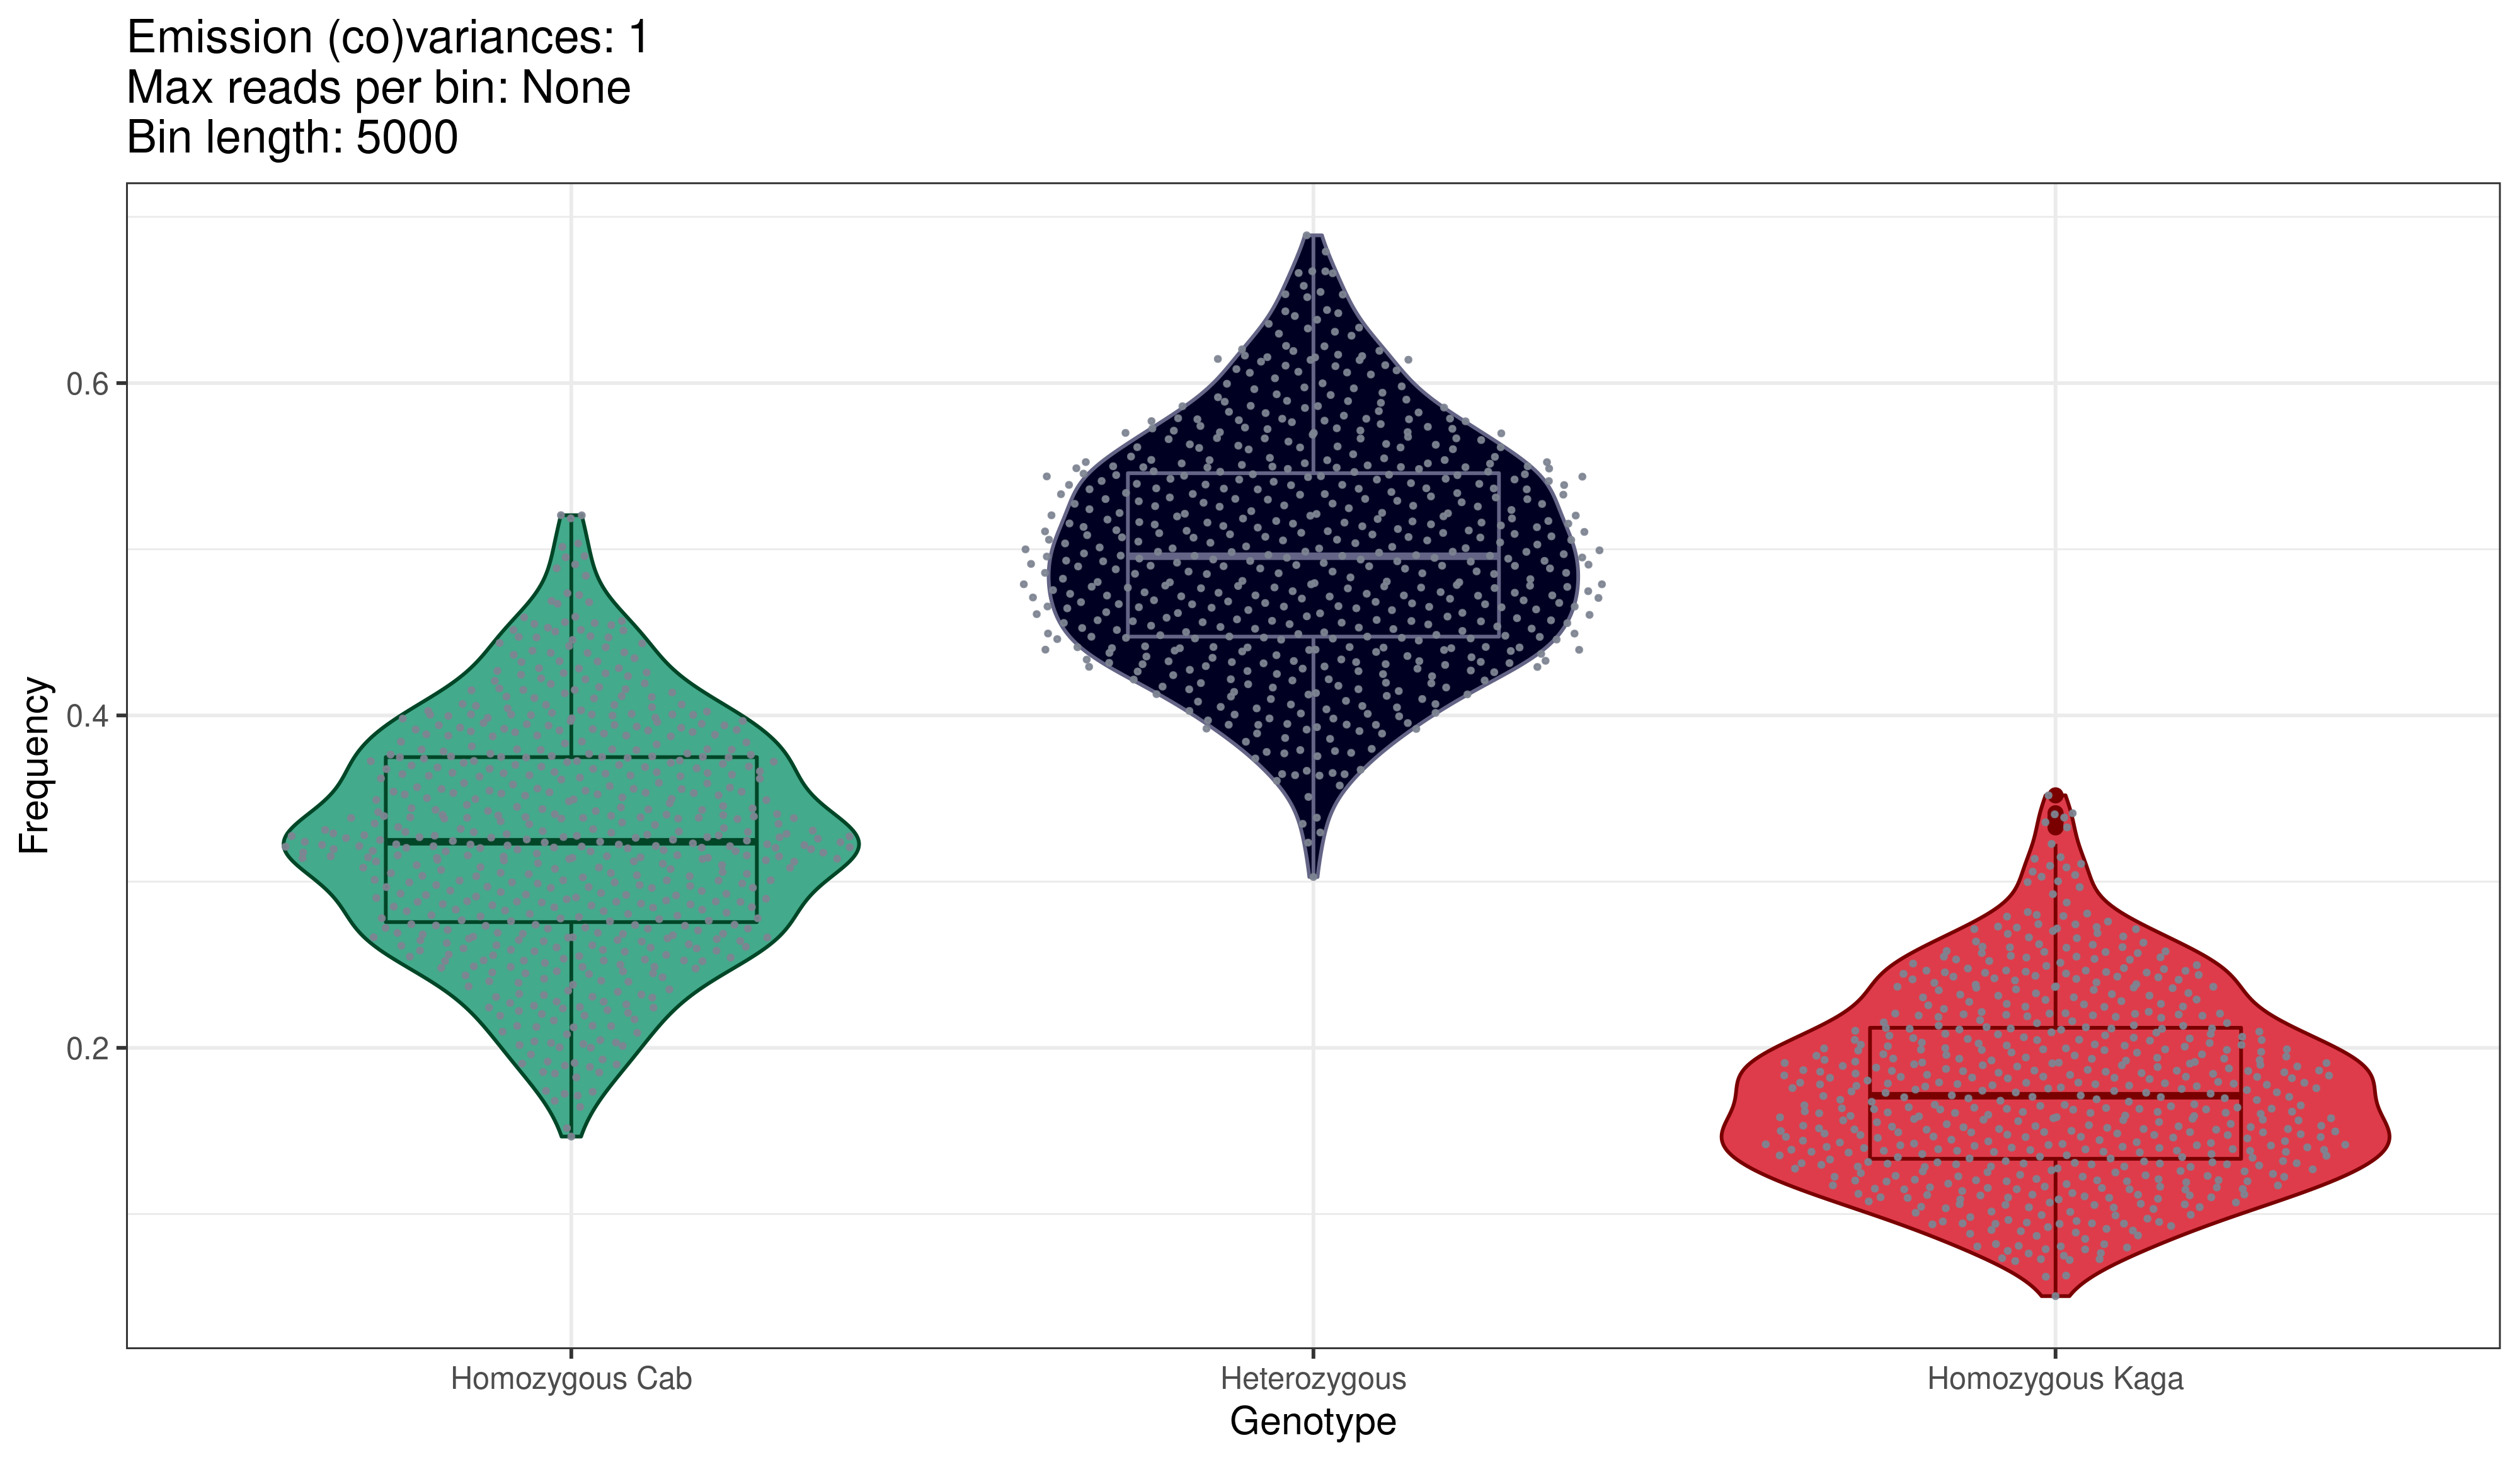 Emission (co)variances: 1
Max reads per bin: None
Bin length: 5000
0.6
0.4
0.2
Frequency
Homozygous Cab
Heterozygous
Homozygous Kaga
Genotype